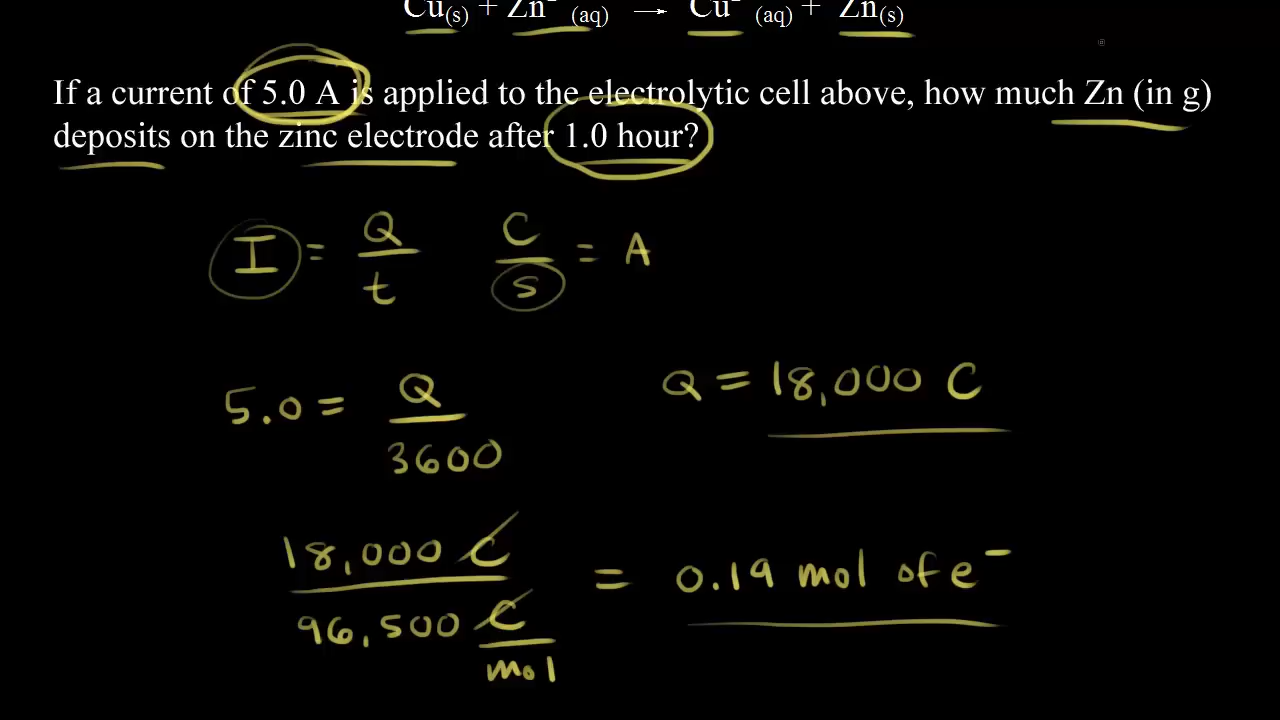 Cu(s) + Zn (aq) → Cu (aq) + Zn(s)
If a current of 5.0 A is applied to the electrolytic cell above, how much Zn (in g)
deposits on the zinc electrode after 1.0 hour?
I = Q/t C/s = A
5.0 = Q/3600 Q = 18,000 C
18,000 C / 96,500 C/mol = 0.19 mol of e⁻